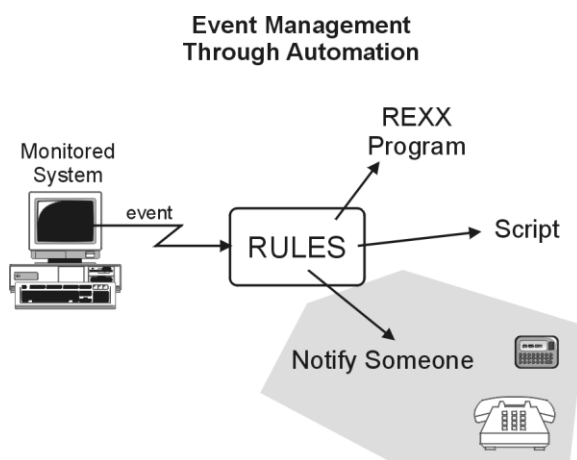 Event Management
Through Automation
REXX
Program
Monitored
System
event
RULES
Script
Notify Someone